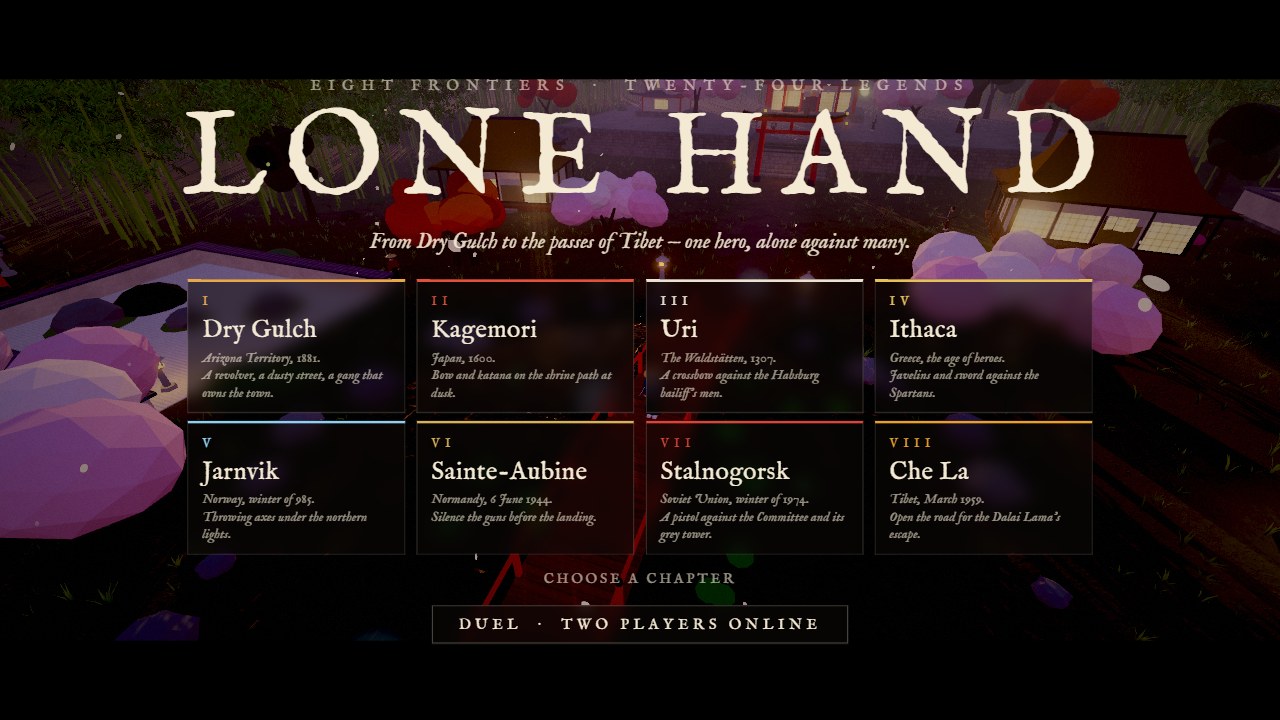 EIGHT FRONTIERS · TWENTY-FOUR LEGENDS
LONE HAND
From Dry Gulch to the passes of Tibet – one hero, alone against many.
I
Dry Gulch
Arizona Territory, 1881.
A revolver, a dusty street, a gang that
owns the town.
II
Kagemori
Japan, 1600.
Bow and katana on the shrine path at
dusk.
III
Uri
The Waldstätten, 1307.
A crossbow against the Habsburg
bailiff's men.
IV
Ithaca
Greece, the age of heroes.
Javelins and sword against the
Spartans.
V
Jarnvik
Norway, winter of 985.
Throwing axes under the northern
lights.
VI
Sainte-Aubine
Normandy, 6 June 1944.
Silence the guns before the landing.
VII
Stalnogorsk
Soviet Union, winter of 1974.
A pistol against the Committee and its
grey tower.
VIII
Che La
Tibet, March 1959.
Open the road for the Dalai Lama's
escape.
CHOOSE A CHAPTER
DUEL · TWO PLAYERS ONLINE